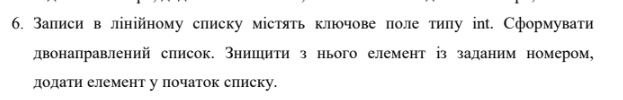 6. Записи в лінійному списку містять ключове поле типу int. Сформувати
двонаправлений список. Знищити з нього елемент із заданим номером,
додати елемент у початок списку.